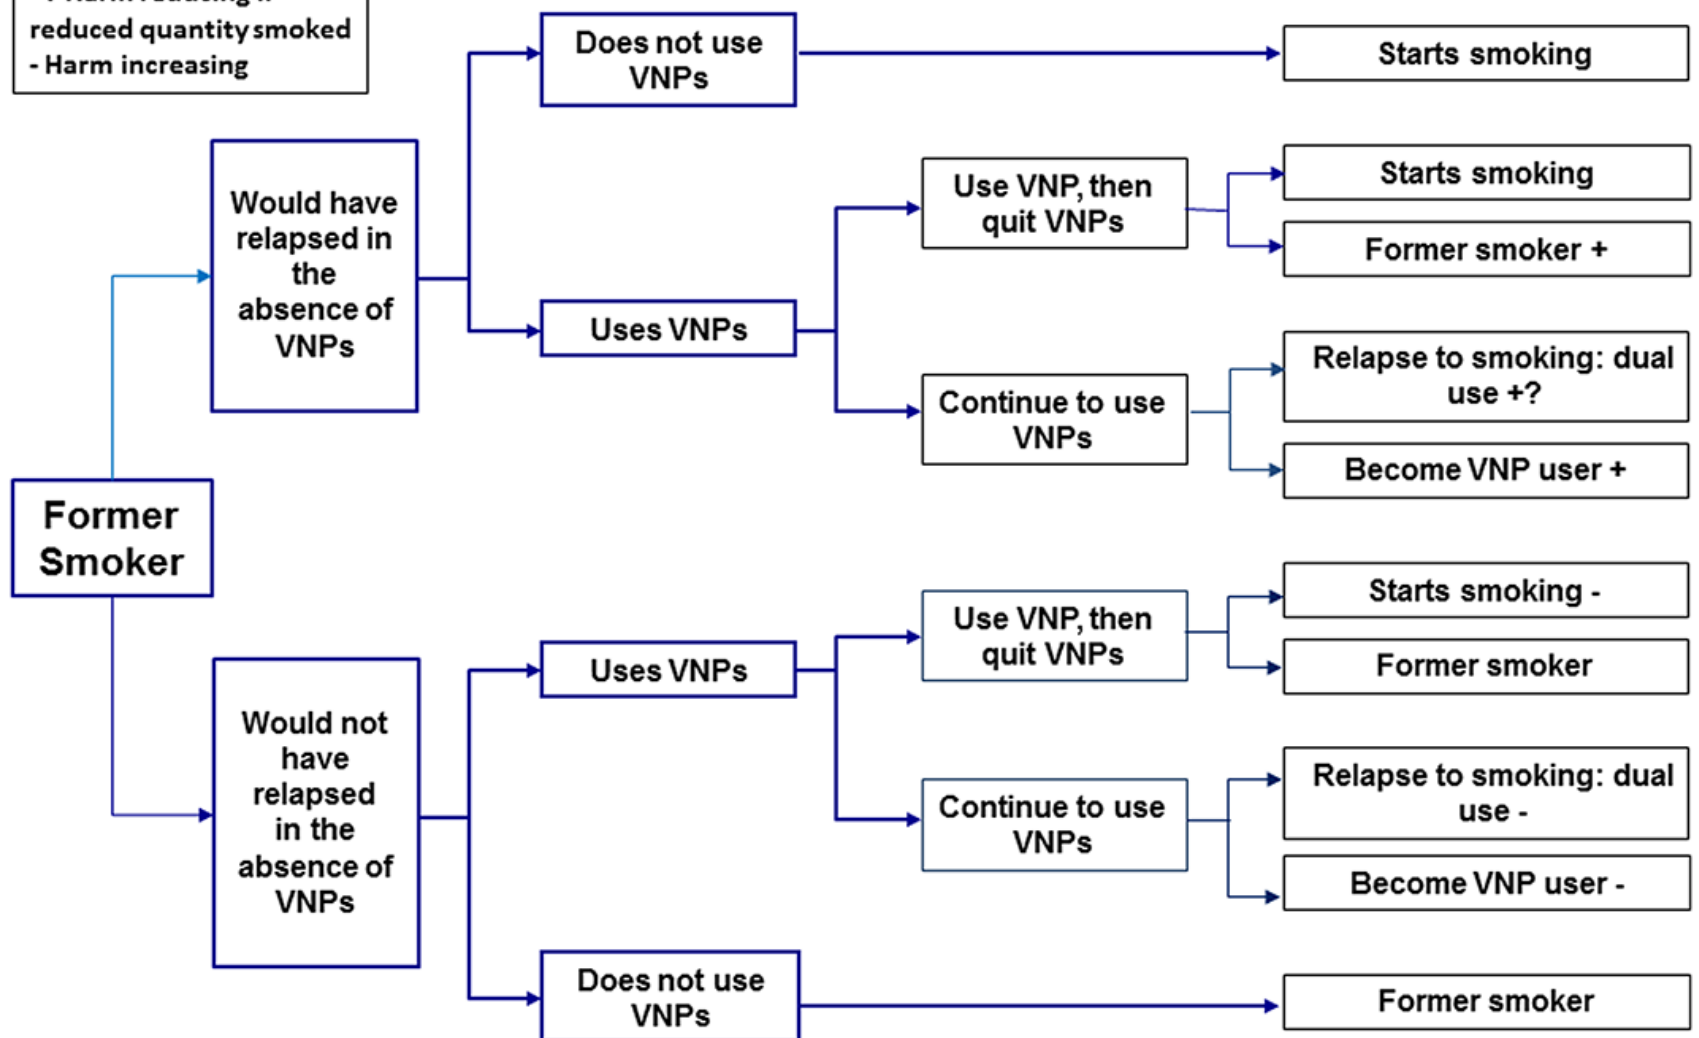 reduced quantity smoked
- Harm increasing
Does not use
VNPs
Starts smoking
Would have
relapsed in
the
absence of
VNPs
Use VNP, then
quit VNPs
Starts smoking
Former smoker +
Uses VNPs
Continue to use
VNPs
Relapse to smoking: dual
use +?
Become VNP user +
Former
Smoker
Would not
have
relapsed
in the
absence of
VNPs
Uses VNPs
Use VNP, then
quit VNPs
Starts smoking -
Former smoker
Continue to use
VNPs
Relapse to smoking: dual
use -
Become VNP user -
Does not use
VNPs
Former smoker